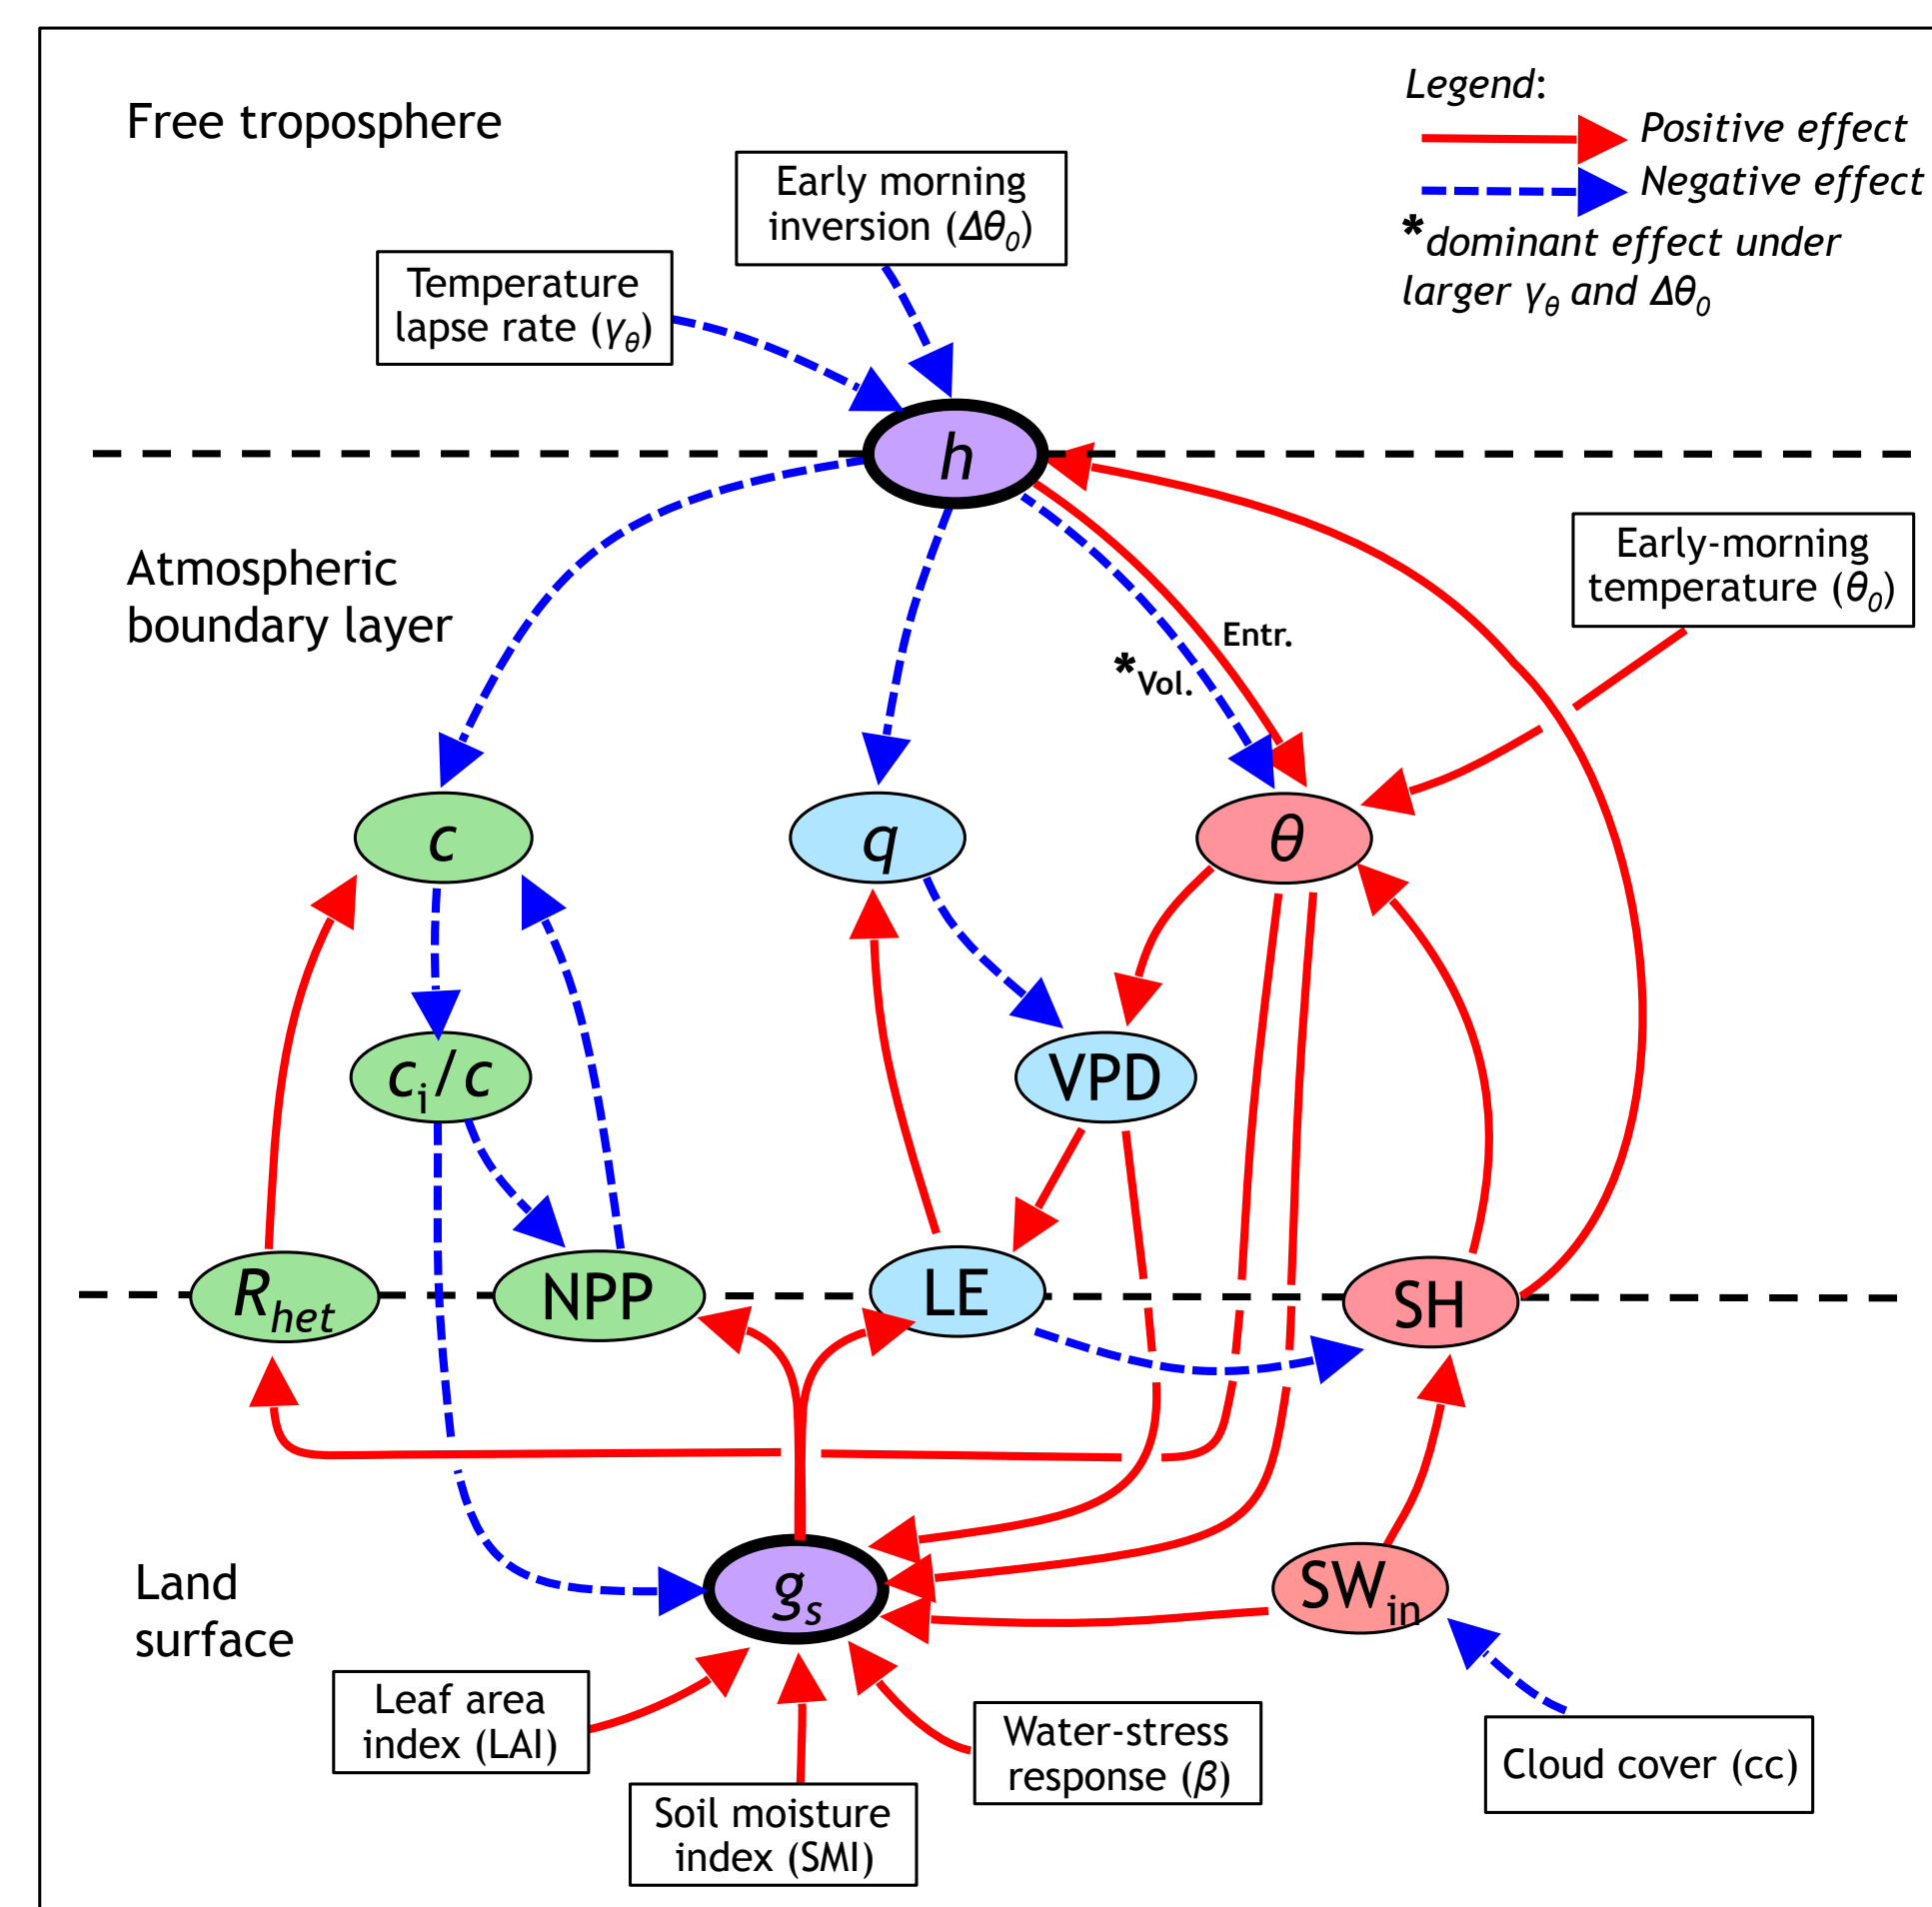 Legend:
Free troposphere
Positive effect
Negative effect
*dominant effect under
larger γθ and Δθ0
Early morning
inversion (Δθ0)
Temperature
lapse rate (γθ)
h
Atmospheric
boundary layer
Early-morning
temperature (θ0)
Entr.
*Vol.
c
q
θ
ci/c
VPD
Rhet
NPP
LE
SH
Land
surface
gs
SWin
Leaf area
index (LAI)
Water-stress
response (β)
Cloud cover (cc)
Soil moisture
index (SMI)